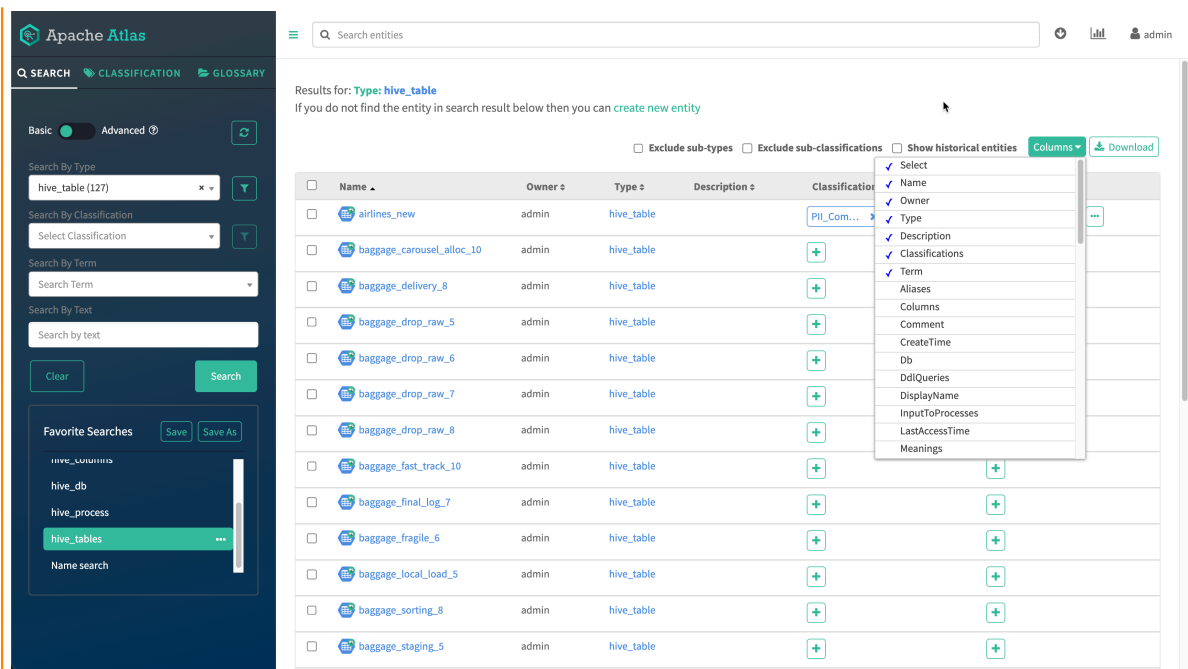 Apache Atlas
Search entities
admin
SEARCH CLASSIFICATION GLOSSARY
Basic Advanced
Search By Type
hive_table (127)
Search By Classification
Select Classification
Search By Term
Search Term
Search By Text
Search by text
Clear Search
Favorite Searches Save Save As
hive_columns
hive_db
hive_process
hive_tables
Name search
Results for: Type: hive_table
If you do not find the entity in search result below then you can create new entity
Exclude sub-types Exclude sub-classifications Show historical entities Columns Download
Name Owner Type Description Classification
airlines_new admin hive_table PII_Com...
baggage_carousel_alloc_10 admin hive_table
baggage_delivery_8 admin hive_table
baggage_drop_raw_5 admin hive_table
baggage_drop_raw_6 admin hive_table
baggage_drop_raw_7 admin hive_table
baggage_drop_raw_8 admin hive_table
baggage_fast_track_10 admin hive_table
baggage_final_log_7 admin hive_table
baggage_fragile_6 admin hive_table
baggage_local_load_5 admin hive_table
baggage_sorting_8 admin hive_table
baggage_staging_5 admin hive_table
Select
Name
Owner
Type
Description
Classifications
Term
Aliases
Columns
Comment
CreateTime
Db
DdlQueries
DisplayName
InputToProcesses
LastAccessTime
Meanings